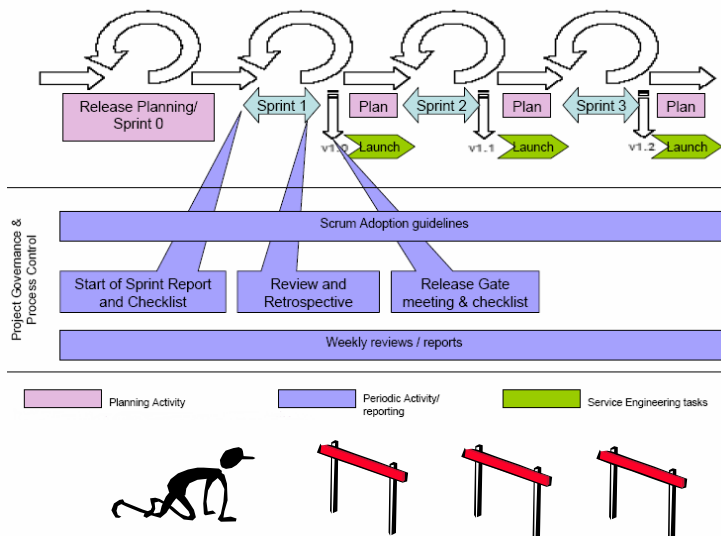 Release Planning/
Sprint 0
Sprint 1
Plan
Sprint 2
Plan
Sprint 3
Plan
v1.0
Launch
v1.1
Launch
v1.2
Launch
Project Governance &
Process Control
Scrum Adoption guidelines
Start of Sprint Report
and Checklist
Review and
Retrospective
Release Gate
meeting & checklist
Weekly reviews / reports
Planning Activity
Periodic Activity/
reporting
Service Engineering tasks